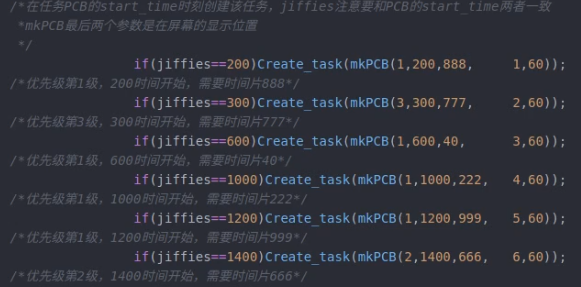 /*在任务PCB的start_time时刻创建该任务，jiffies注意要和PCB的start_time两者一致
*mkPCB最后两个参数是在屏幕的显示位置
*/
if(jiffies==200)Create_task(mkPCB(1,200,888,     1,60));
/*优先级第1级，200时间开始，需要时间片888*/
if(jiffies==300)Create_task(mkPCB(3,300,777,     2,60));
/*优先级第3级，300时间开始，需要时间片777*/
if(jiffies==600)Create_task(mkPCB(1,600,40,      3,60));
/*优先级第1级，600时间开始，需要时间片40*/
if(jiffies==1000)Create_task(mkPCB(1,1000,222,   4,60));
/*优先级第1级，1000时间开始，需要时间片222*/
if(jiffies==1200)Create_task(mkPCB(1,1200,999,   5,60));
/*优先级第1级，1200时间开始，需要时间片999*/
if(jiffies==1400)Create_task(mkPCB(2,1400,666,   6,60));
/*优先级第2级，1400时间开始，需要时间片666*/